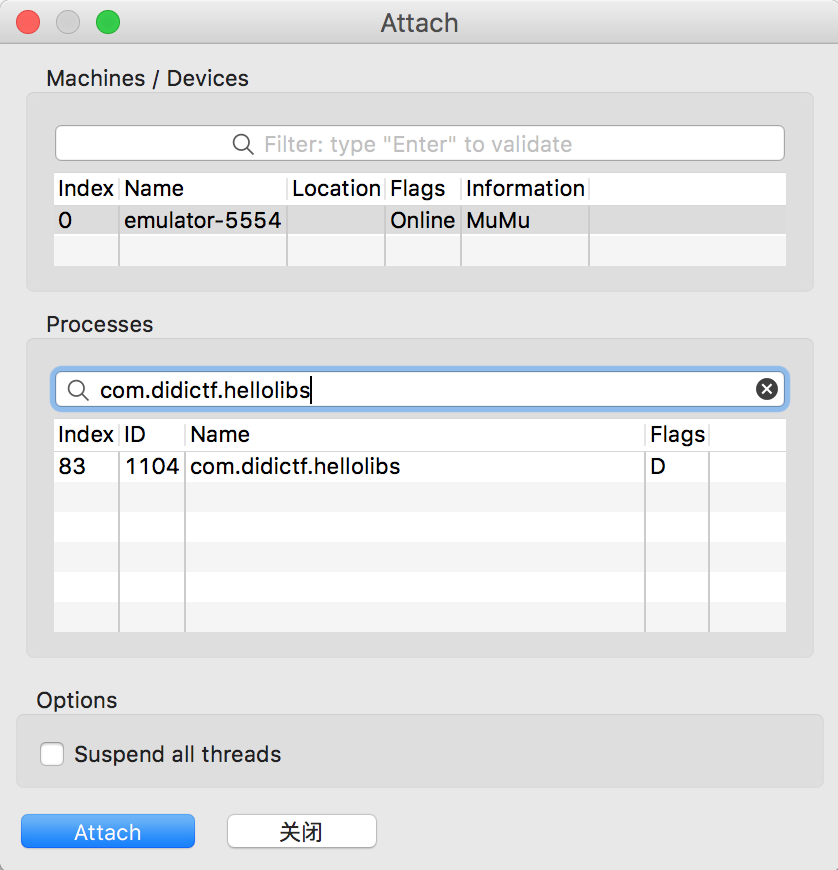 Attach
Machines / Devices
Filter: type "Enter" to validate
Index Name Location Flags Information
0 emulator-5554 Online MuMu
Processes
com.didictf.hellolibs
Index ID Name Flags
83 1104 com.didictf.hellolibs D
Options
Suspend all threads
Attach 关闭